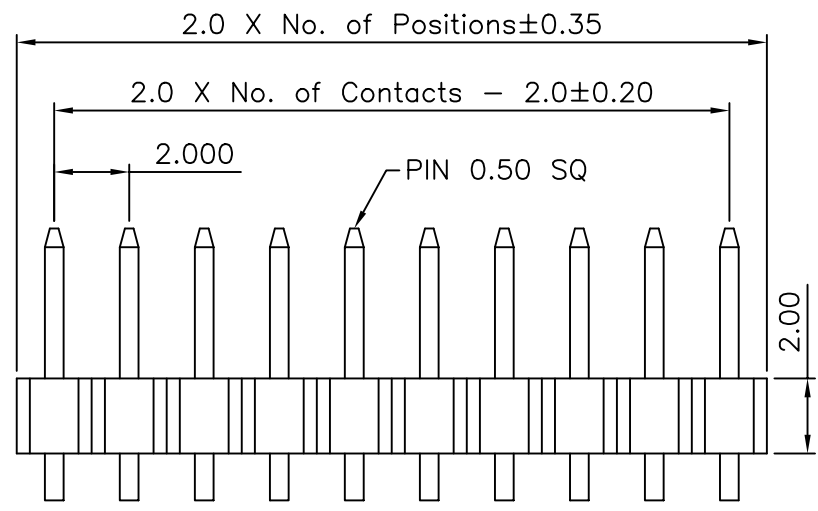 2.0 X No. of Positions±0.35
2.0 X No. of Contacts - 2.0±0.20
2.000
PIN 0.50 SQ
2.00